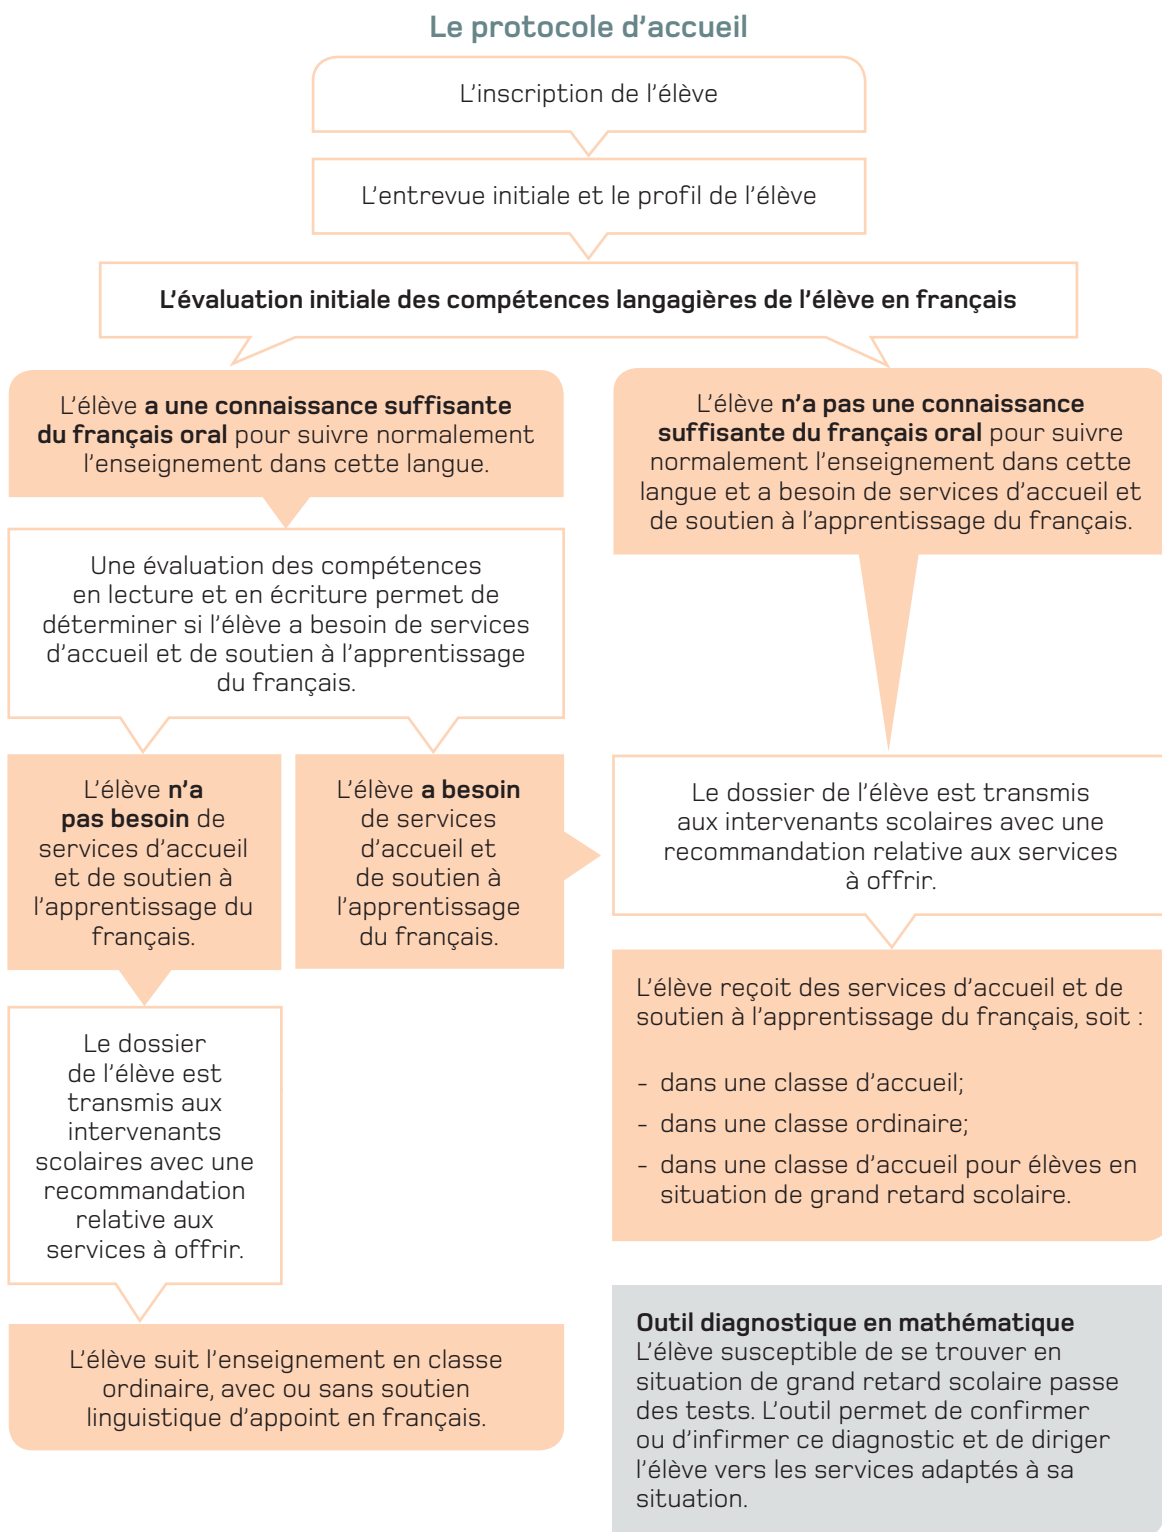 Le protocole d'accueil
L'inscription de l'élève
L'entrevue initiale et le profil de l'élève
L'évaluation initiale des compétences langagières de l'élève en français
L'élève a une connaissance suffisante
du français oral pour suivre normalement
l'enseignement dans cette langue.
L'élève n'a pas une connaissance
suffisante du français oral pour suivre
normalement l'enseignement dans cette
langue et a besoin de services d'accueil et
de soutien à l'apprentissage du français.
Une évaluation des compétences
en lecture et en écriture permet de
déterminer si l'élève a besoin de services
d'accueil et de soutien à l'apprentissage
du français.
L'élève n'a
pas besoin de
services d'accueil
et de soutien à
l'apprentissage du
français.
L'élève a besoin
de services
d'accueil et
de soutien à
l'apprentissage
du français.
Le dossier de l'élève est transmis
aux intervenants scolaires avec une
recommandation relative aux services
à offrir.
Le dossier
de l'élève est
transmis aux
intervenants
scolaires avec une
recommandation
relative aux
services à offrir.
L'élève reçoit des services d'accueil et de
soutien à l'apprentissage du français, soit :
- dans une classe d'accueil;
- dans une classe ordinaire;
- dans une classe d'accueil pour élèves en
situation de grand retard scolaire.
L'élève suit l'enseignement en classe
ordinaire, avec ou sans soutien
linguistique d'appoint en français.
Outil diagnostique en mathématique
L'élève susceptible de se trouver en
situation de grand retard scolaire passe
des tests. L'outil permet de confirmer
ou d'infirmer ce diagnostic et de diriger
l'élève vers les services adaptés à sa
situation.